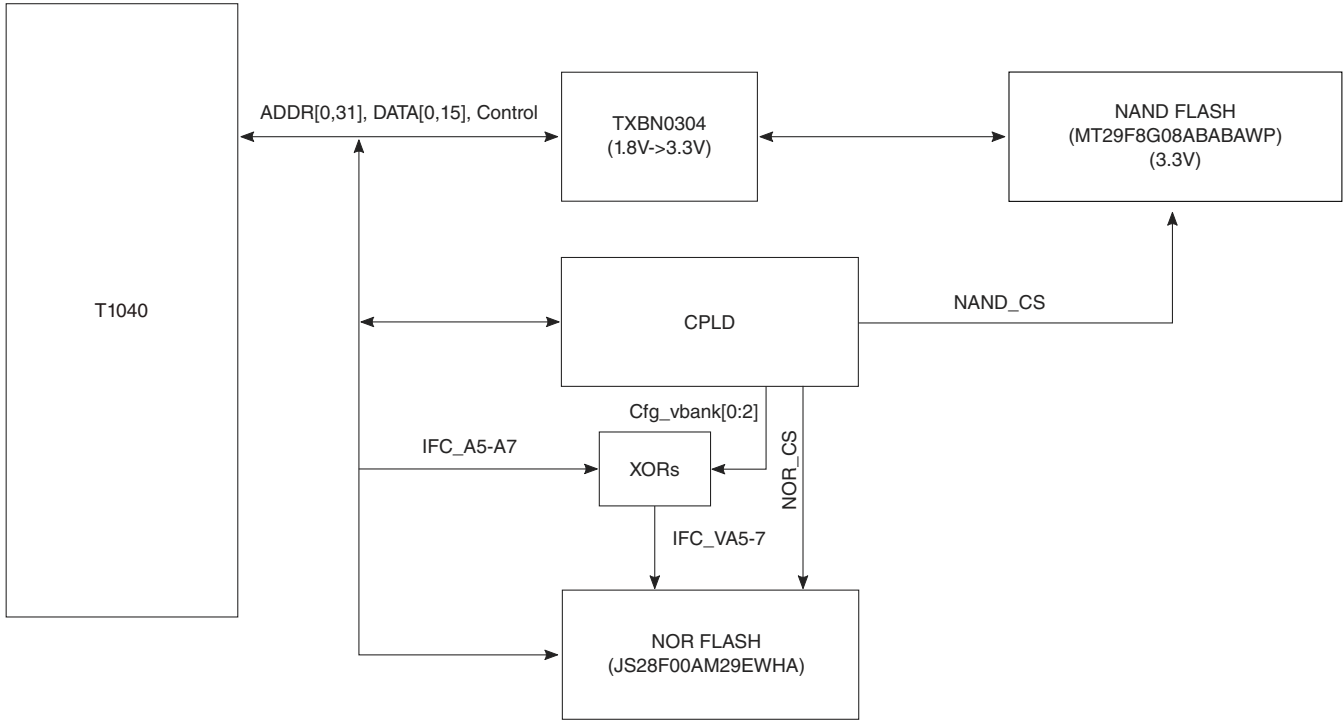 ADDR[0,31], DATA[0,15], Control
TXBN0304
(1.8V->3.3V)
NAND FLASH
(MT29F8G08ABABAWP)
(3.3V)
T1040
CPLD
NAND_CS
Cfg_vbank[0:2]
IFC_A5-A7
XORs
NOR_CS
IFC_VA5-7
NOR FLASH
(JS28F00AM29EWHA)